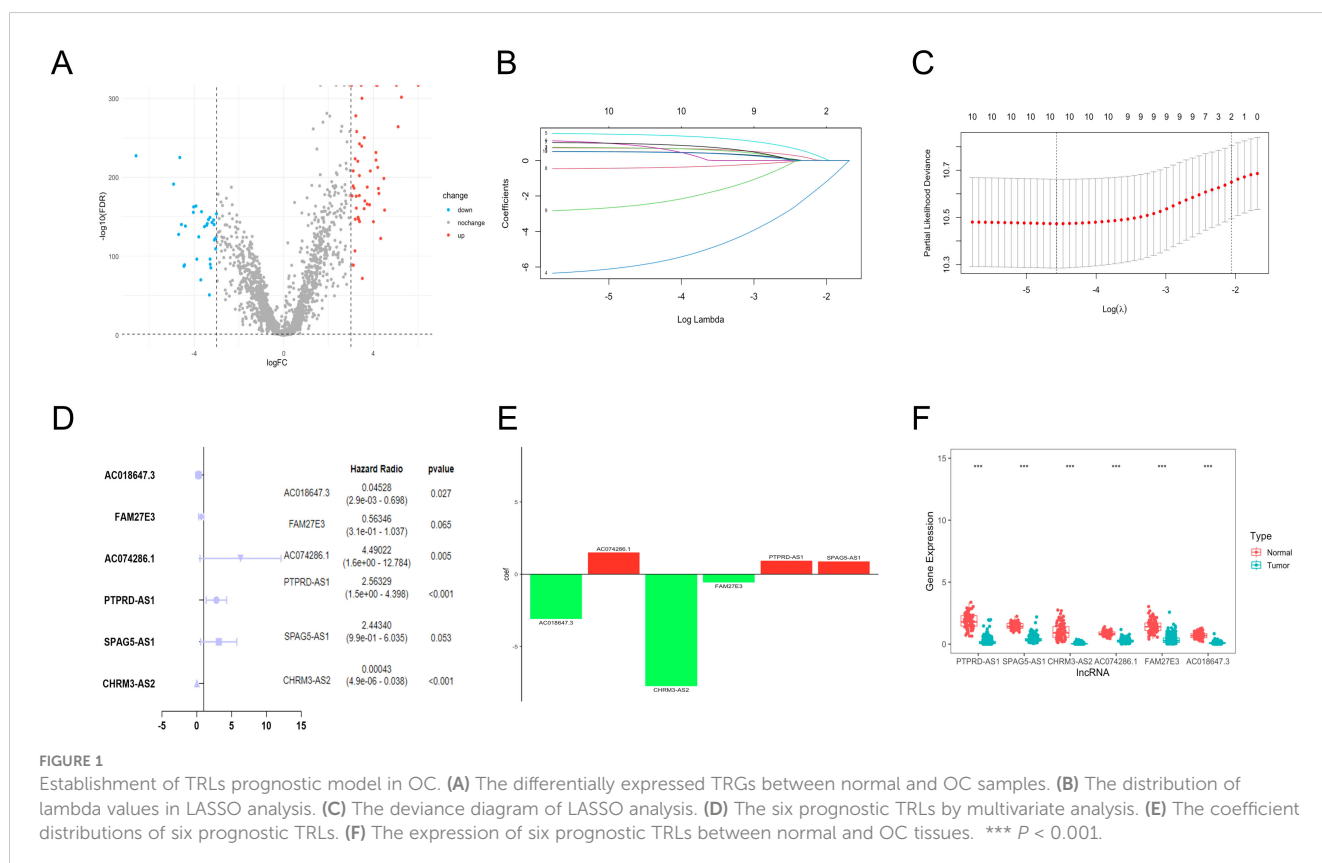 A
300
200
100
0
-log10(FDR)
-4
0
4
logFC
change
down
nochange
up
B
10 10 9 2
0
-2
-4
-6
Coefficients
5
8
9
4
-5 -4 -3 -2
Log Lambda
C
10 10 10 10 10 10 10 10 9 9 9 9 9 7 3 2 1 0
10.7
10.5
10.3
Partial Likelihood Deviance
-5 -4 -3 -2
Log(λ)
D
Hazard Radio pvalue
AC018647.3 AC018647.3 0.04528 0.027
(2.9e-03 - 0.698)
FAM27E3 FAM27E3 0.56346 0.065
(3.1e-01 - 1.037)
AC074286.1 AC074286.1 4.49022 0.005
(1.6e+00 - 12.784)
PTPRD-AS1 PTPRD-AS1 2.56329 <0.001
(1.5e+00 - 4.398)
SPAG5-AS1 SPAG5-AS1 2.44340 0.053
(9.9e-01 - 6.035)
CHRM3-AS2 CHRM3-AS2 0.00043 <0.001
(4.9e-06 - 0.038)
-5 0 5 10 15
E
5
0
-5
coef
AC018647.3
AC074286.1
CHRM3-AS2
FAM27E3
PTPRD-AS1
SPAG5-AS1
F
15
10
5
0
Gene Expression
*** *** *** *** *** ***
PTPRD-AS1 SPAG5-AS1 CHRM3-AS2 AC074286.1 FAM27E3 AC018647.3
lncRNA
Type
Normal
Tumor
FIGURE 1
Establishment of TRLs prognostic model in OC. (A) The differentially expressed TRGs between normal and OC samples. (B) The distribution of
lambda values in LASSO analysis. (C) The deviance diagram of LASSO analysis. (D) The six prognostic TRLs by multivariate analysis. (E) The coefficient
distributions of six prognostic TRLs. (F) The expression of six prognostic TRLs between normal and OC tissues. *** P < 0.001.